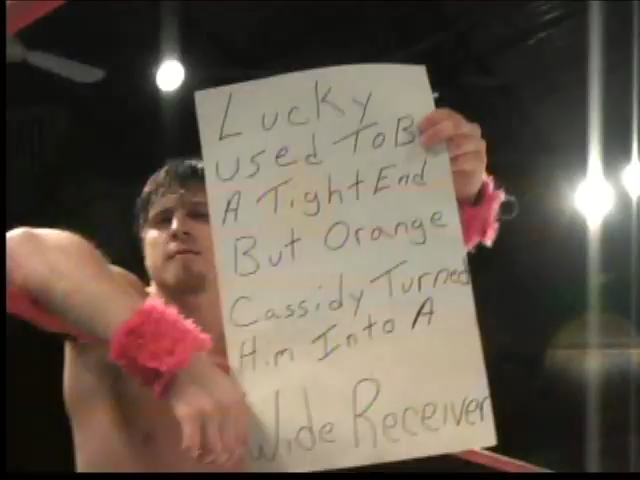 Lucky
Used To B
A Tight End
But Orange
Cassidy Turned
Him Into A
Wide Receiver